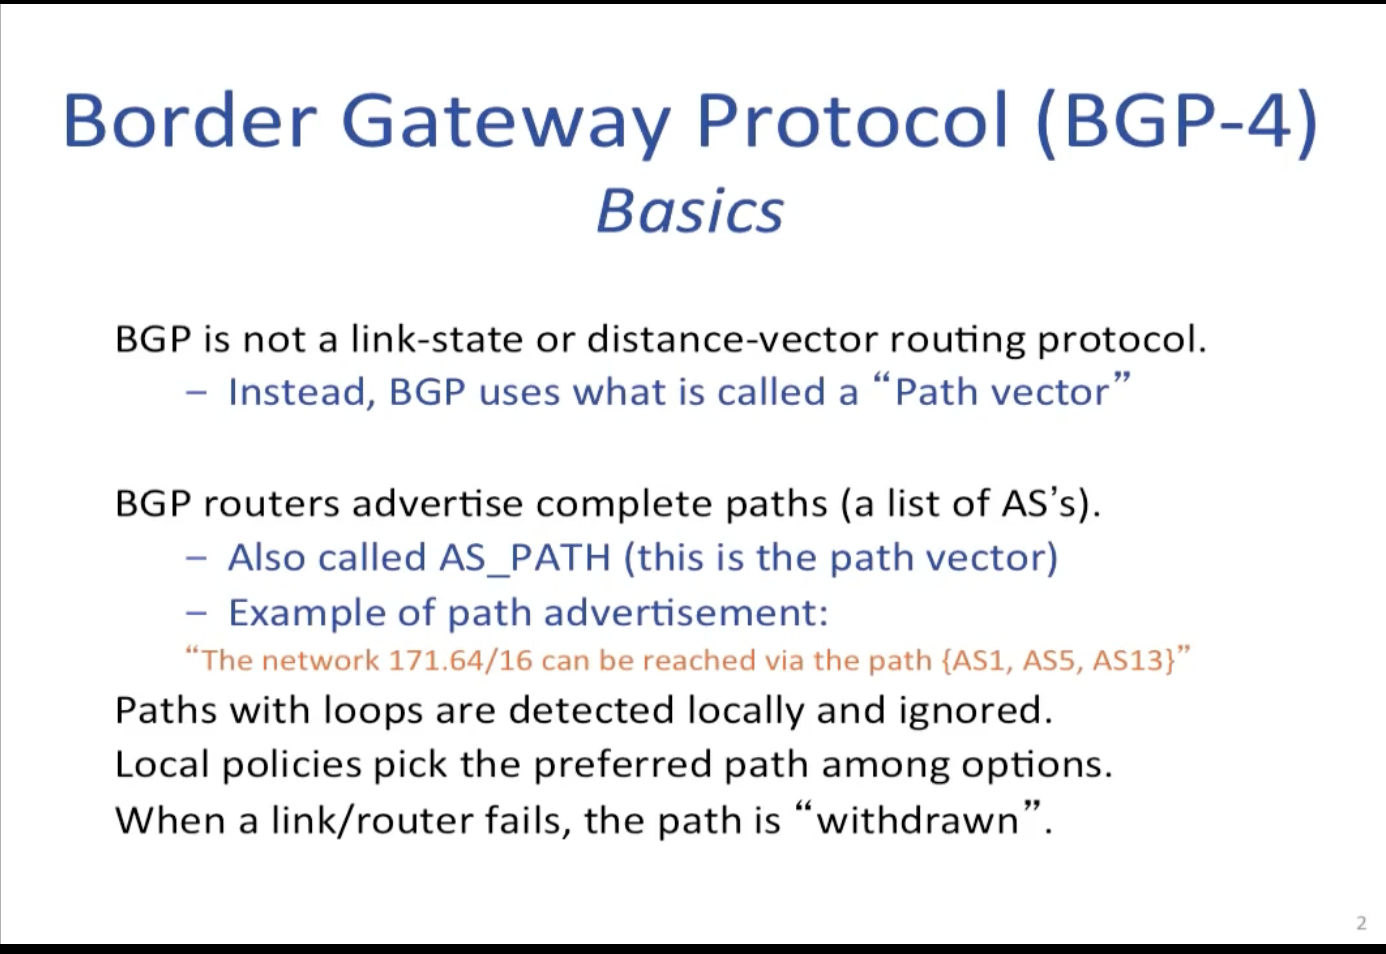 Border Gateway Protocol (BGP-4)
Basics
BGP is not a link-state or distance-vector routing protocol.
– Instead, BGP uses what is called a “Path vector”
BGP routers advertise complete paths (a list of AS’s).
– Also called AS_PATH (this is the path vector)
– Example of path advertisement:
“The network 171.64/16 can be reached via the path {AS1, AS5, AS13}”
Paths with loops are detected locally and ignored.
Local policies pick the preferred path among options.
When a link/router fails, the path is “withdrawn”.
2